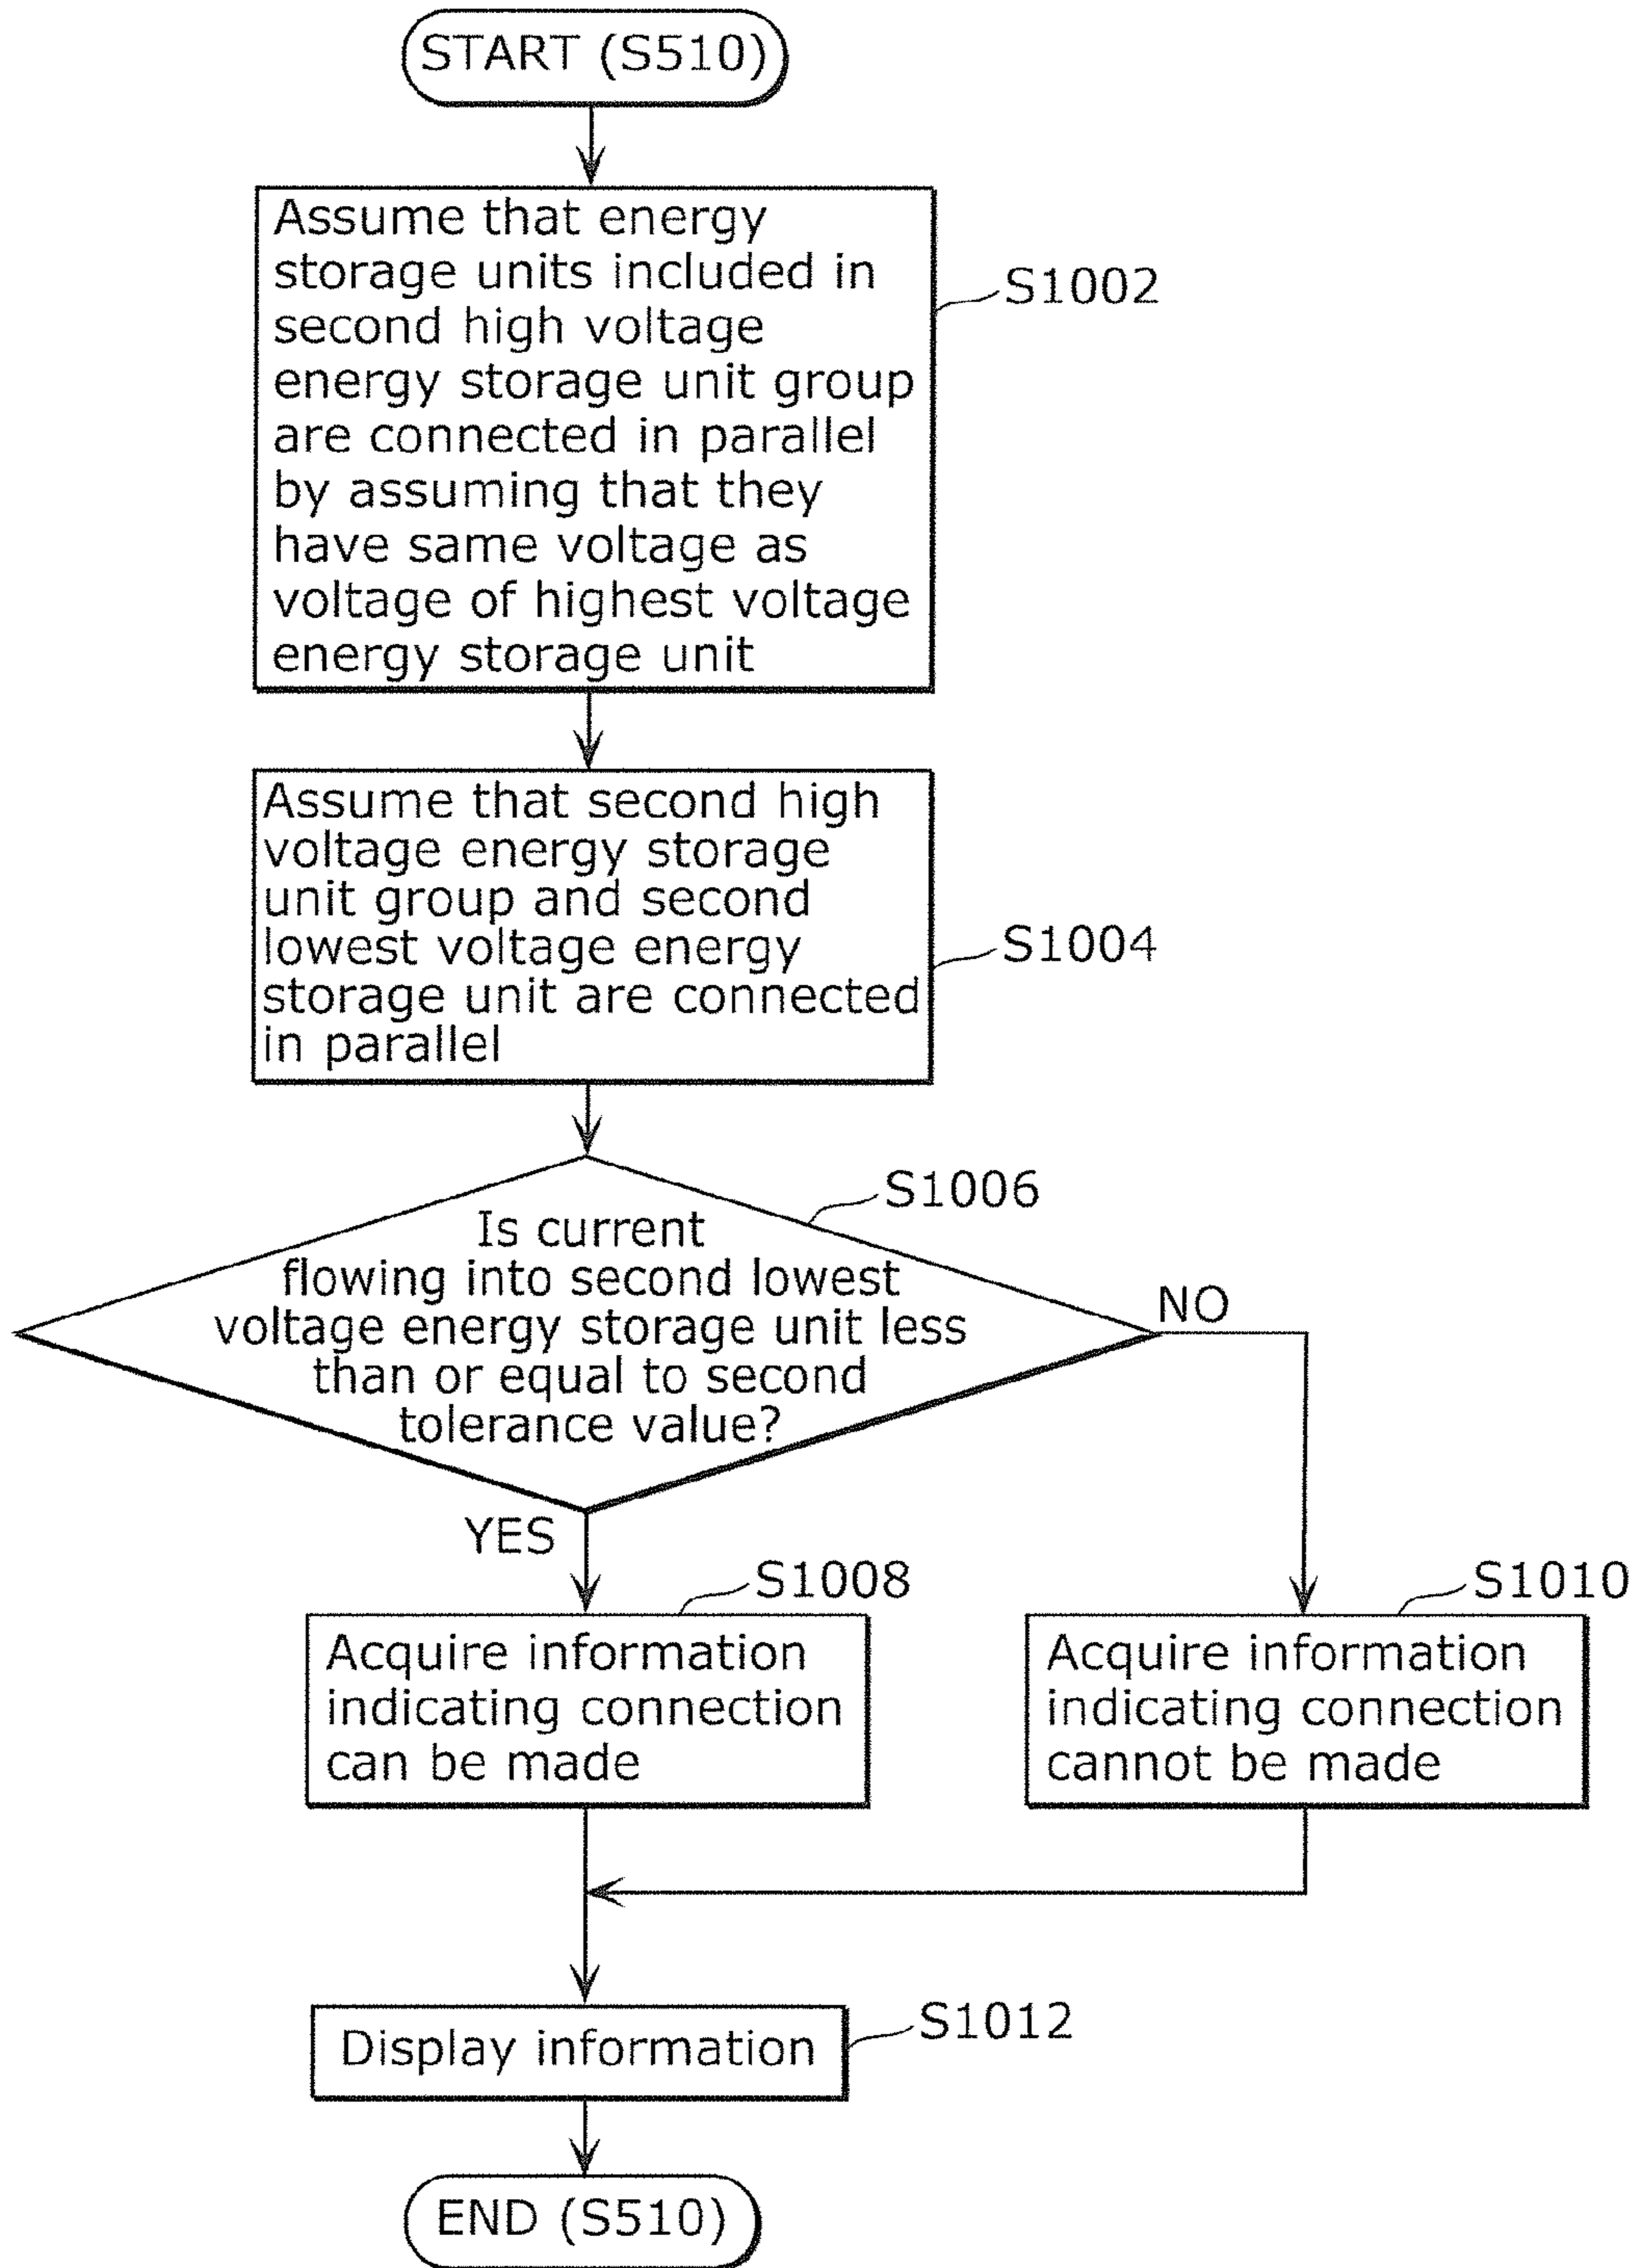 START (S510)
Assume that energy
storage units included in
second high voltage
energy storage unit group
are connected in parallel
by assuming that they
have same voltage as
voltage of highest voltage
energy storage unit
S1002
Assume that second high
voltage energy storage
unit group and second
lowest voltage energy
storage unit are connected
in parallel
S1004
S1006
Is current
flowing into second lowest
voltage energy storage unit less
than or equal to second
tolerance value?
NO
YES
S1008
Acquire information
indicating connection
can be made
S1010
Acquire information
indicating connection
cannot be made
Display information
S1012
END (S510)